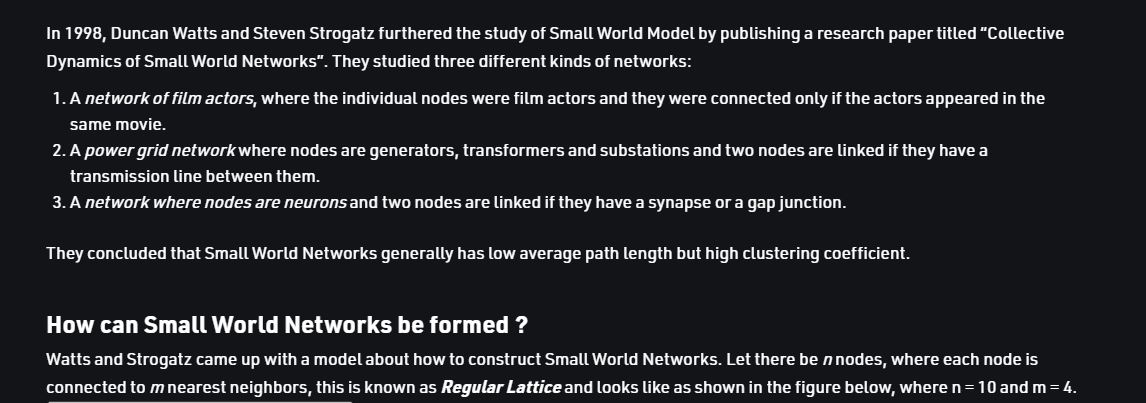 In 1998, Duncan Watts and Steven Strogatz furthered the study of Small World Model by publishing a research paper titled “Collective
Dynamics of Small World Networks”. They studied three different kinds of networks:
1. A network of film actors, where the individual nodes were film actors and they were connected only if the actors appeared in the
same movie.
2. A power grid network where nodes are generators, transformers and substations and two nodes are linked if they have a
transmission line between them.
3. A network where nodes are neurons and two nodes are linked if they have a synapse or a gap junction.
They concluded that Small World Networks generally has low average path length but high clustering coefficient.
How can Small World Networks be formed ?
Watts and Strogatz came up with a model about how to construct Small World Networks. Let there be n nodes, where each node is
connected to m nearest neighbors, this is known as Regular Lattice and looks like as shown in the figure below, where n = 10 and m = 4.